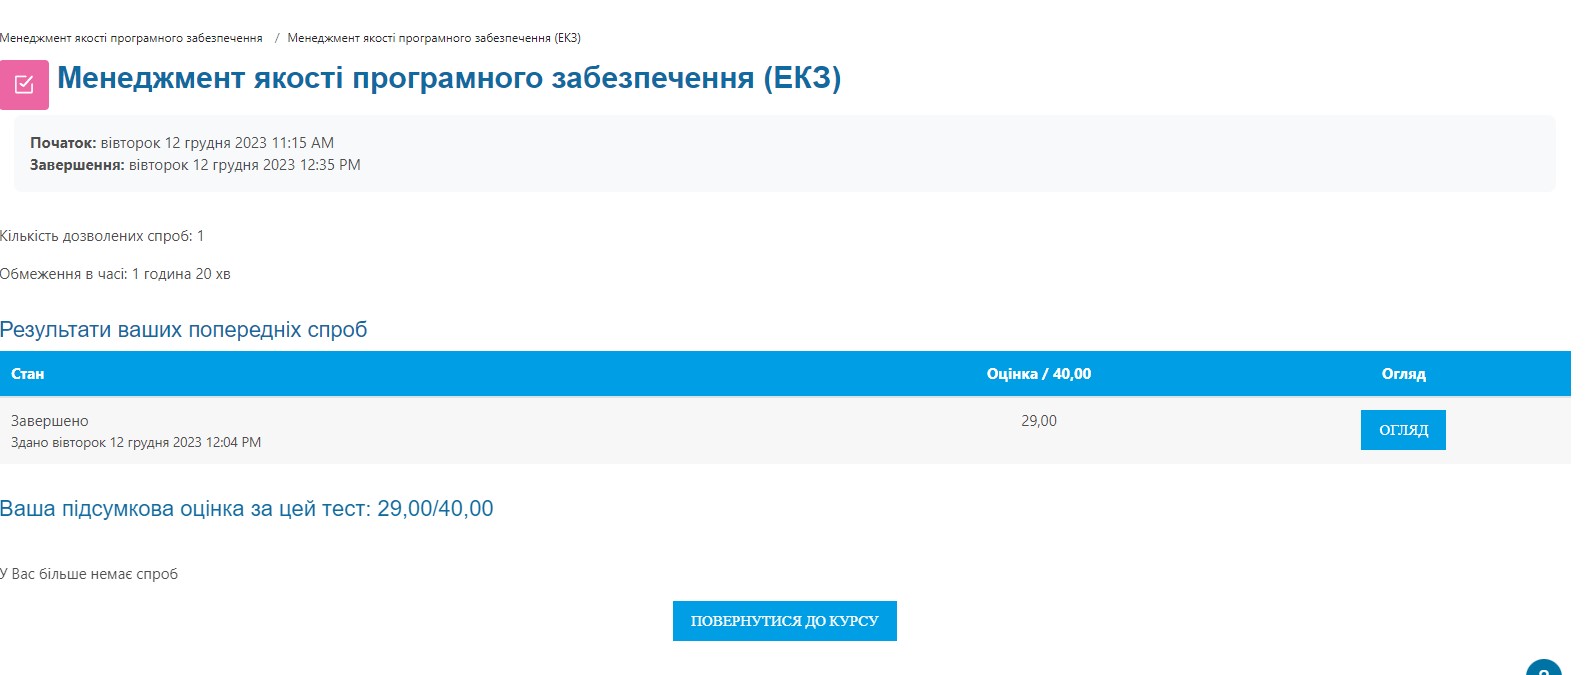 Менеджмент якості програмного забезпечення / Менеджмент якості програмного забезпечення (ЕКЗ)
Менеджмент якості програмного забезпечення (ЕКЗ)
Початок: вівторок 12 грудня 2023 11:15 AM
Завершення: вівторок 12 грудня 2023 12:35 PM
Кількість дозволених спроб: 1
Обмеження в часі: 1 година 20 хв
Результати ваших попередніх спроб
Стан Оцінка / 40,00 Огляд
Завершено 29,00 ОГЛЯД
Здано вівторок 12 грудня 2023 12:04 PM
Ваша підсумкова оцінка за цей тест: 29,00/40,00
У Вас більше немає спроб
ПОВЕРНУТИСЯ ДО КУРСУ